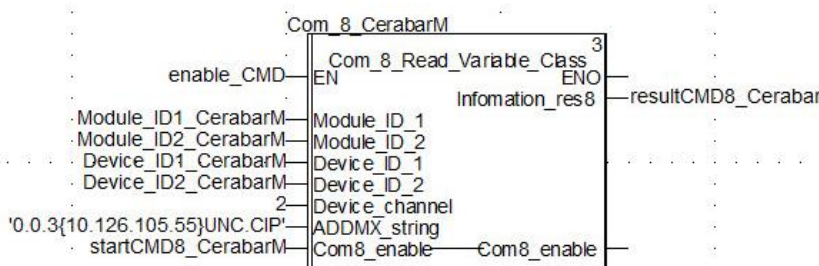 Com_8_CerabarM
3
Com_8_Read_Variable_Class
enable_CMD EN ENO
Infomation_res8 resultCMD8_Cerabar
Module_ID1_CerabarM Module_ID_1
Module_ID2_CerabarM Module_ID_2
Device_ID1_CerabarM Device_ID_1
Device_ID2_CerabarM Device_ID_2
2 Device_channel
'0.0.3{10.126.105.55}UNC.CIP' ADDMX_string
startCMD8_CerabarM Com8_enable Com8_enable